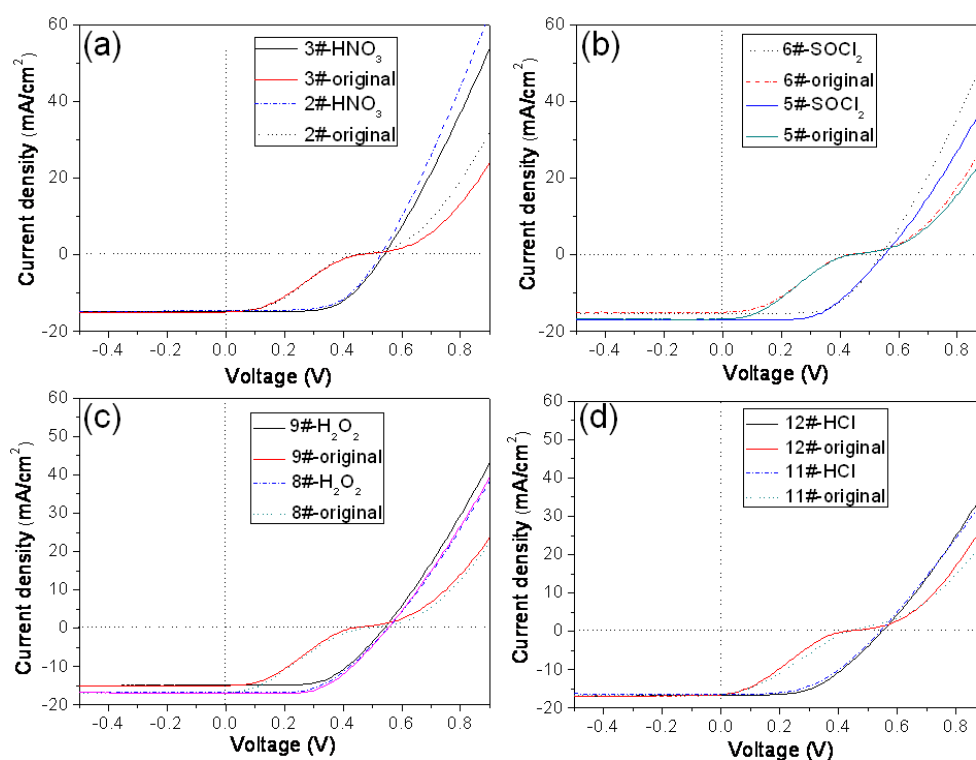 (a)
3#-HNO3
3#-original
2#-HNO3
2#-original
Current density (mA/cm2)
60
40
20
0
-20
-0.4 -0.2 0.0 0.2 0.4 0.6 0.8
Voltage (V)
(b)
6#-SOCl2
6#-original
5#-SOCl2
5#-original
Current density (mA/cm2)
60
40
20
0
-20
-0.4 -0.2 0.0 0.2 0.4 0.6 0.8
Voltage (V)
(c)
9#-H2O2
9#-original
8#-H2O2
8#-original
Current density (mA/cm2)
60
50
40
30
20
10
0
-10
-20
-0.4 -0.2 0.0 0.2 0.4 0.6 0.8
Voltage (V)
(d)
12#-HCl
12#-original
11#-HCl
11#-original
Current density (mA/cm2)
60
50
40
30
20
10
0
-10
-20
-0.4 -0.2 0.0 0.2 0.4 0.6 0.8
Voltage (V)